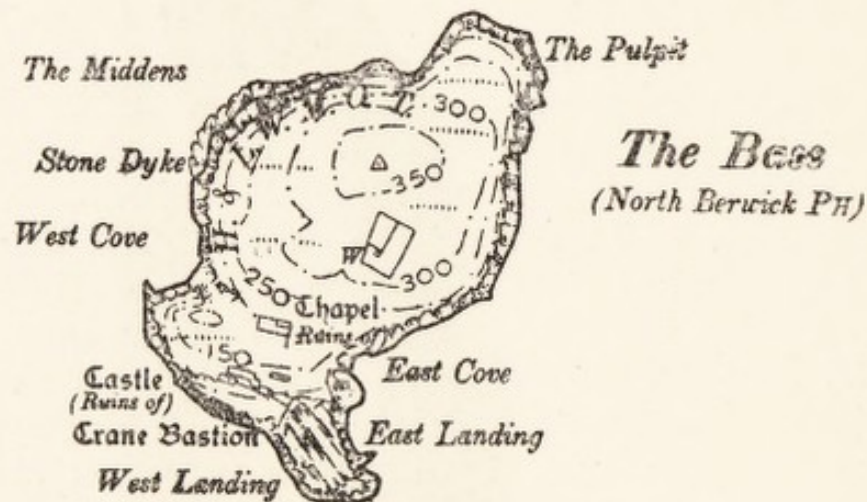 The Pulpit
The Middens
300
Stone Dyke
350
The Bass
(North Berwick PH)
West Cove
W
300
250
Chapel
(Ruins of)
150
East Cove
Castle
(Ruins of)
Crane Bastion
East Landing
West Landing